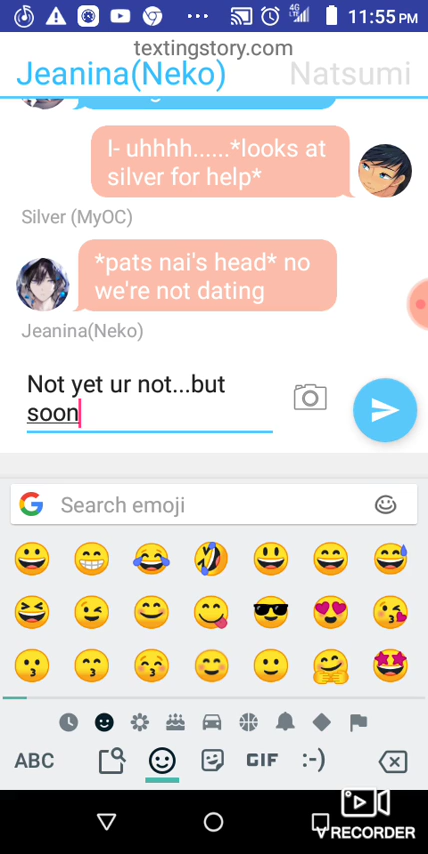 4G
11:55 PM
textingstory.com
Jeanina(Neko) Natsumi
I- uhhhh......*looks at
silver for help*
Silver (MyOC)
*pats nai's head* no
we're not dating
Jeanina(Neko)
Not yet ur not...but
soon
Search emoji
ABC
GIF
:-)
RECORDER